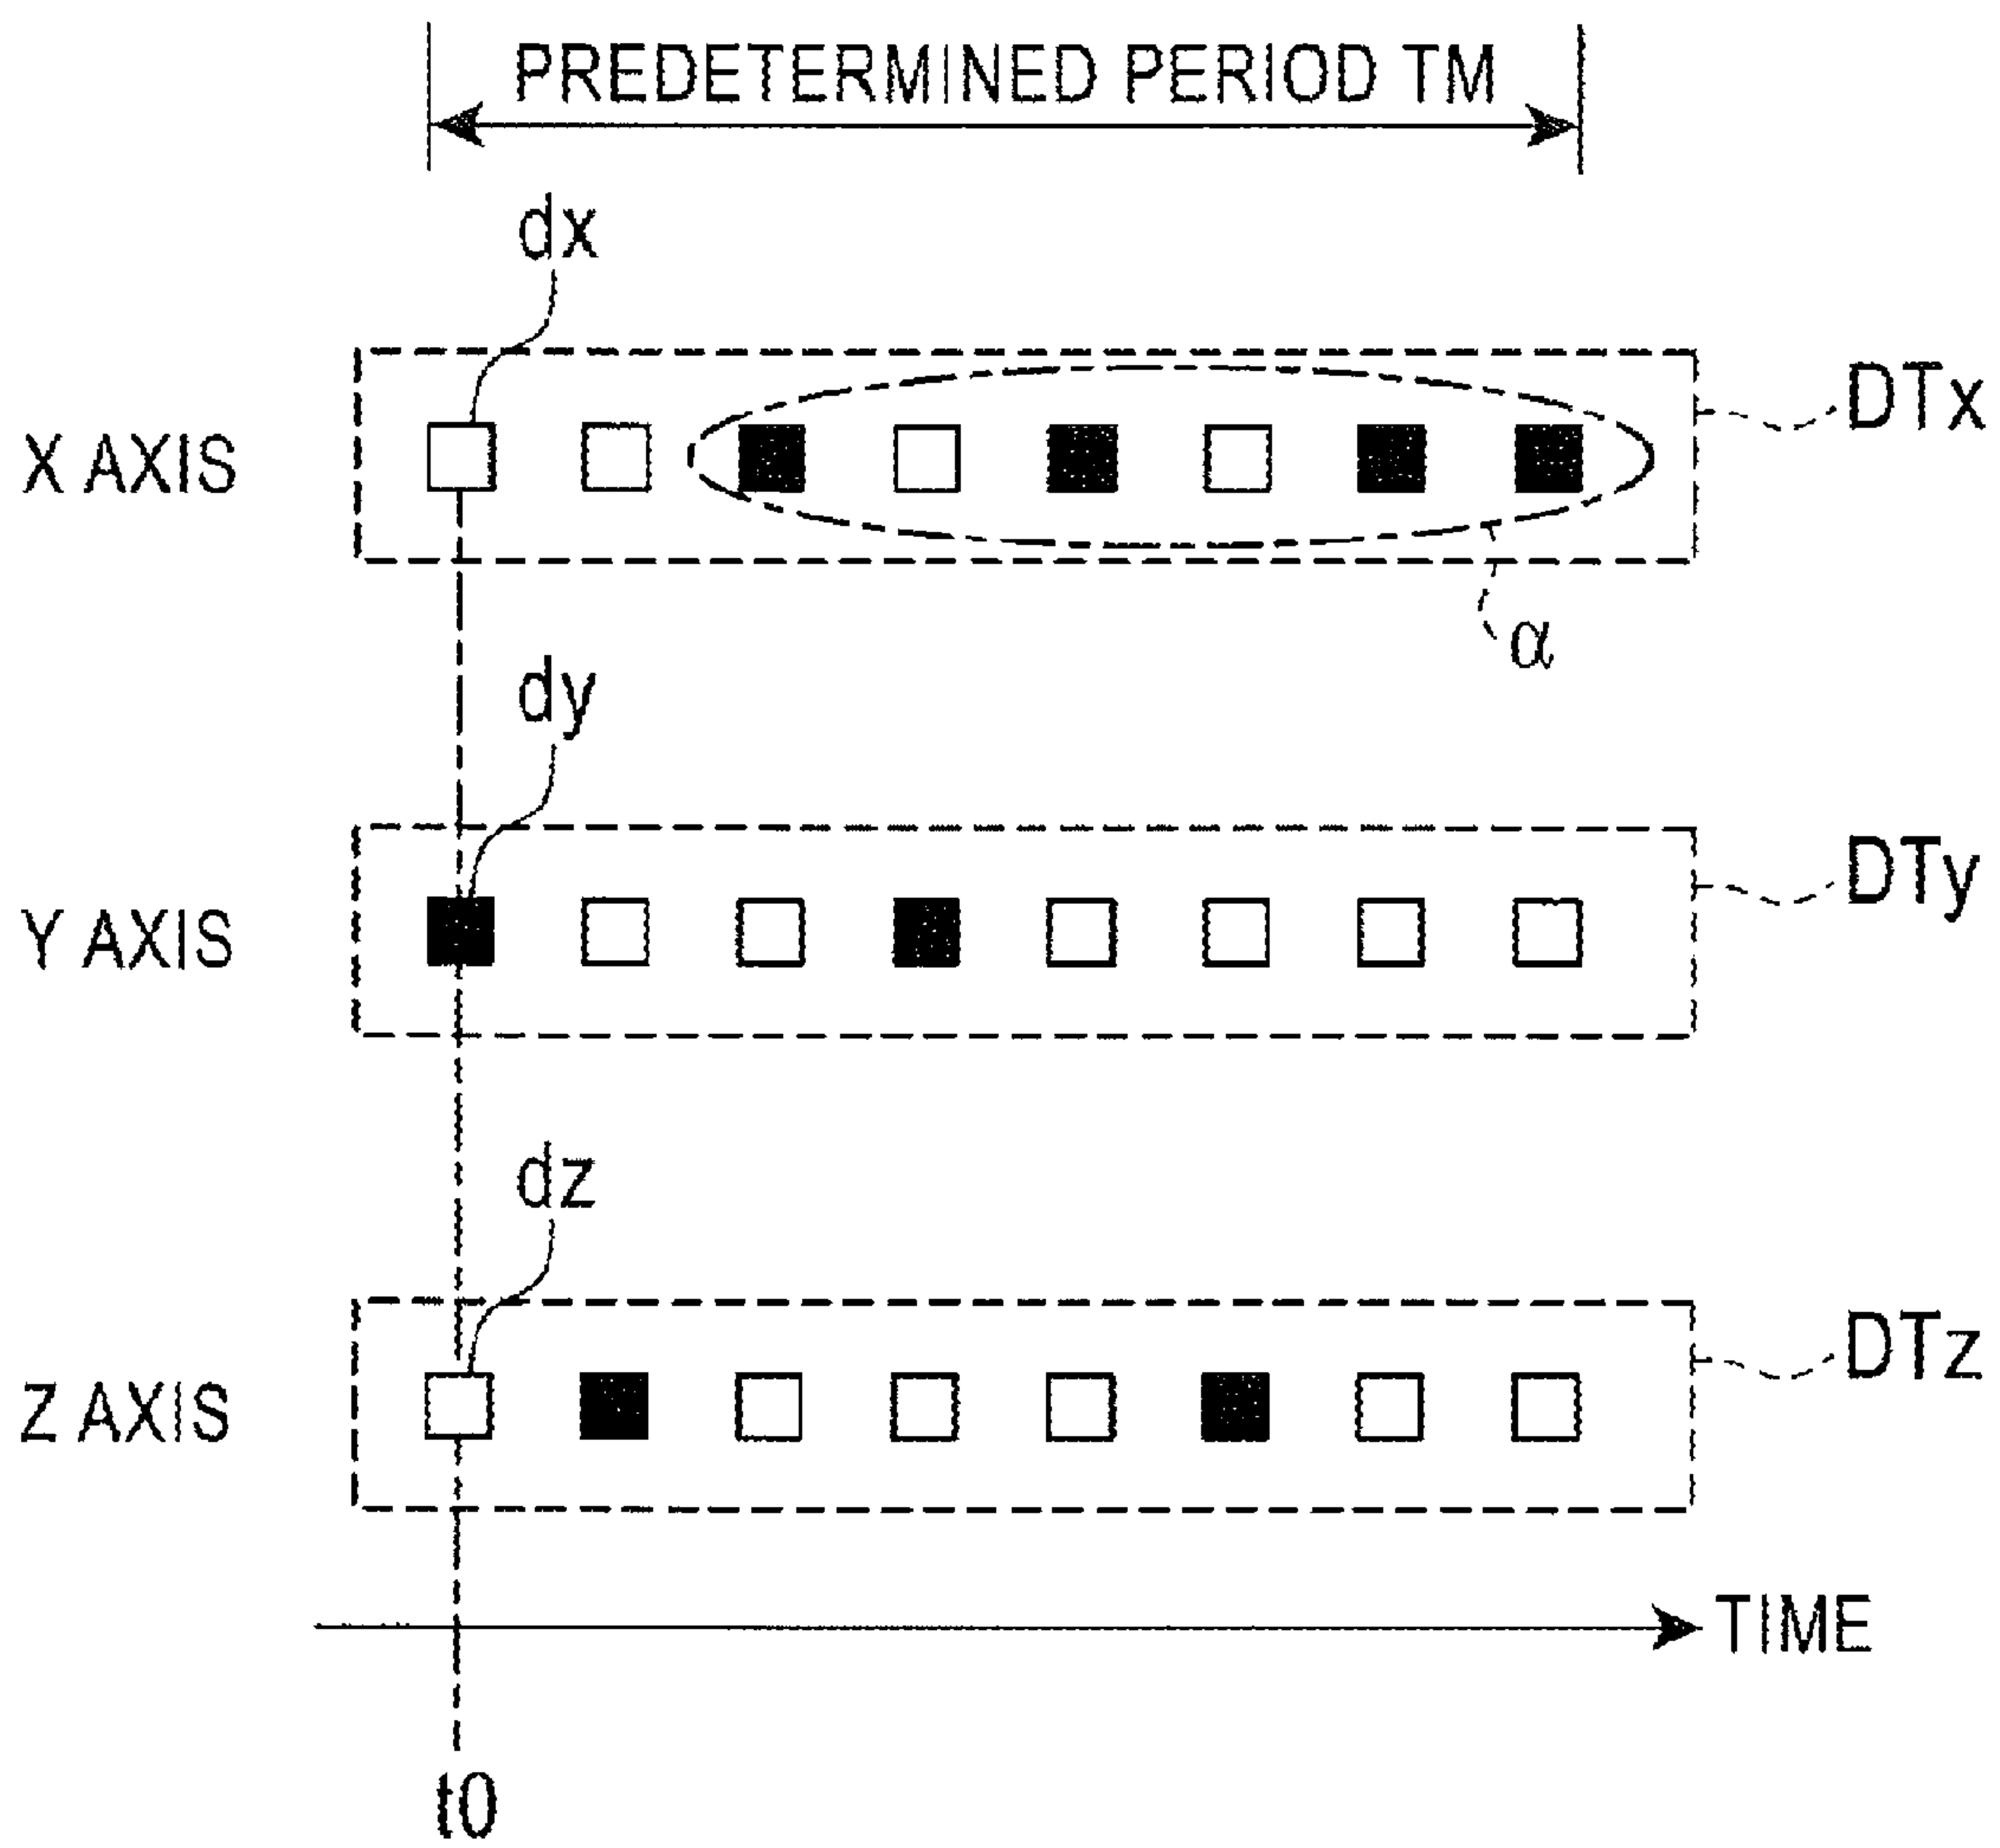 PREDETERMINED PERIOD TM
dx
DTx
X AXIS
α
dy
DTy
Y AXIS
dz
DTz
Z AXIS
TIME
t0